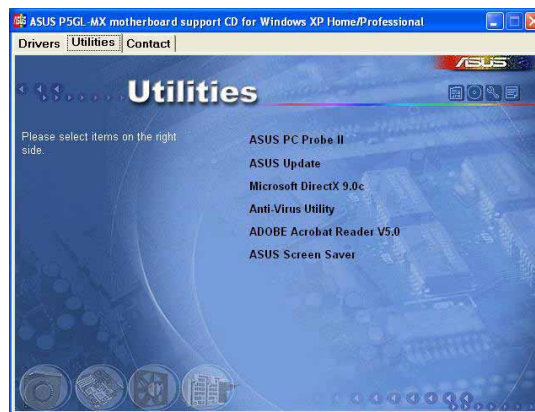 ASUS P5GL-MX motherboard support CD for Windows XP Home/Professional
Drivers Utilities Contact
ASUS
Utilities
Please select items on the right
side.
ASUS PC Probe II
ASUS Update
Microsoft DirectX 9.0c
Anti-Virus Utility
ADOBE Acrobat Reader V5.0
ASUS Screen Saver